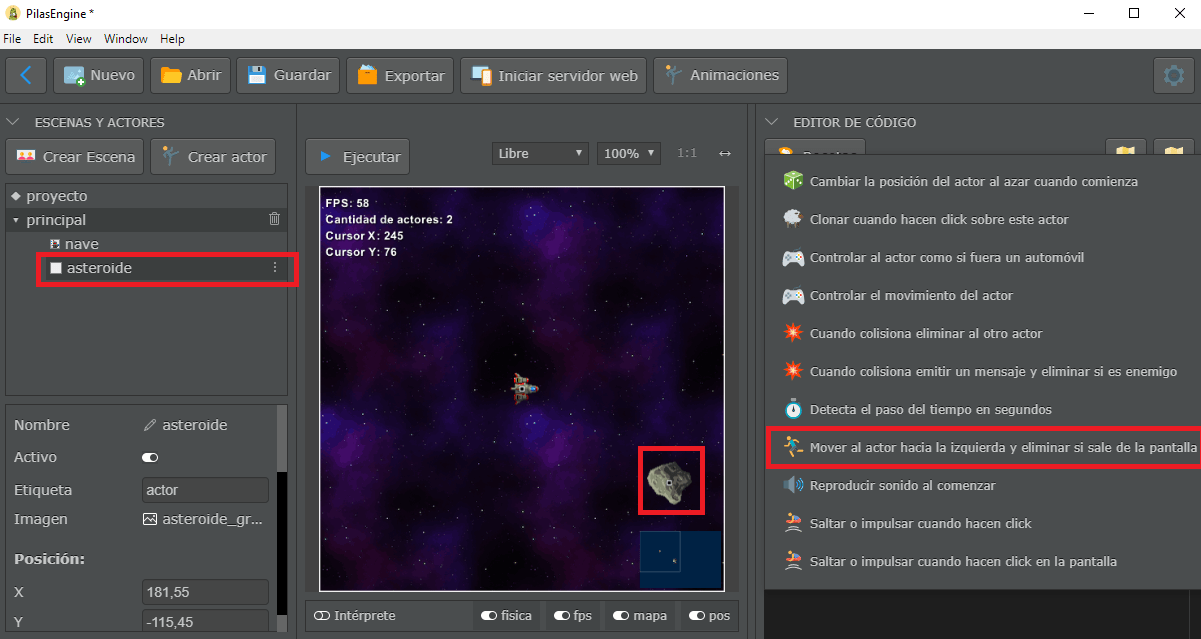 PilasEngine *
File Edit View Window Help
Nuevo Abrir Guardar Exportar Iniciar servidor web Animaciones
ESCENAS Y ACTORES
Crear Escena Crear actor
proyecto
principal
nave
asteroide
Nombre asteroide
Activo
Etiqueta actor
Imagen asteroide_gr...
Posición:
X 181,55
Y -115,45
Ejecutar Libre 100% 1:1
FPS: 58
Cantidad de actores: 2
Cursor X: 245
Cursor Y: 76
Intérprete fisica fps mapa pos
EDITOR DE CÓDIGO
Cambiar la posición del actor al azar cuando comienza
Clonar cuando hacen click sobre este actor
Controlar al actor como si fuera un automóvil
Controlar el movimiento del actor
Cuando colisiona eliminar al otro actor
Cuando colisiona emitir un mensaje y eliminar si es enemigo
Detecta el paso del tiempo en segundos
Mover al actor hacia la izquierda y eliminar si sale de la pantalla
Reproducir sonido al comenzar
Saltar o impulsar cuando hacen click
Saltar o impulsar cuando hacen click en la pantalla